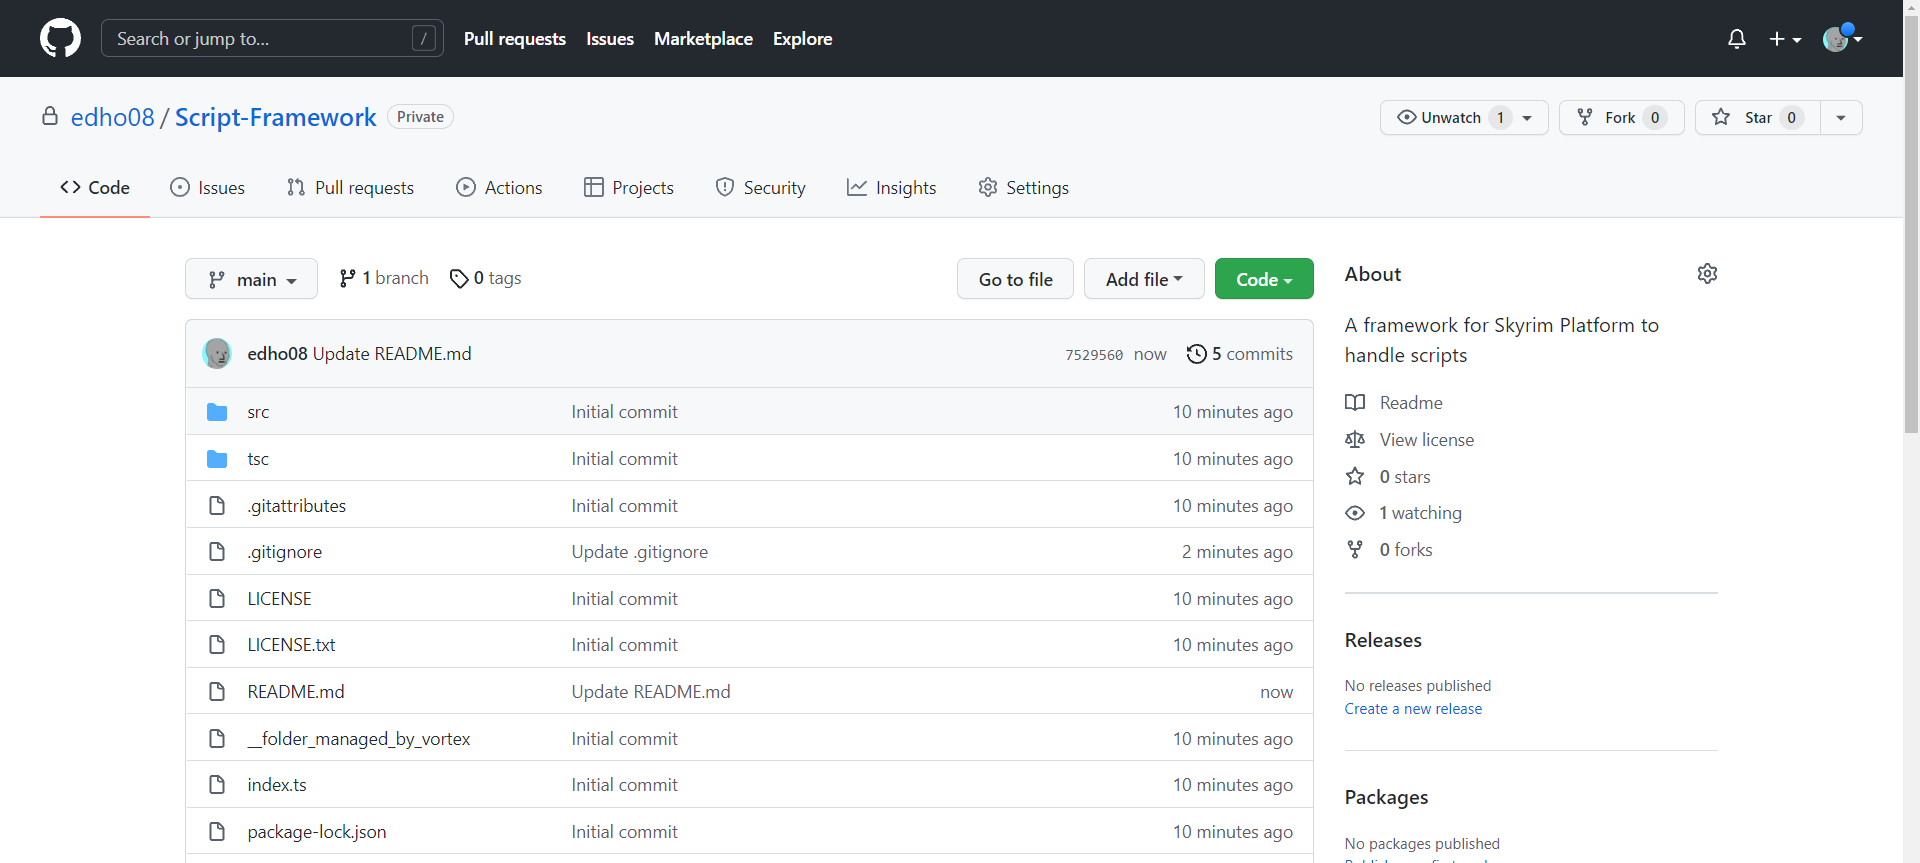 Search or jump to... /
Pull requests Issues Marketplace Explore
edho08 / Script-Framework Private
Unwatch 1 Fork 0 Star 0
Code Issues Pull requests Actions Projects Security Insights Settings
main 1 branch 0 tags Go to file Add file Code
edho08 Update README.md 7529560 now 5 commits
src Initial commit 10 minutes ago
tsc Initial commit 10 minutes ago
.gitattributes Initial commit 10 minutes ago
.gitignore Update .gitignore 2 minutes ago
LICENSE Initial commit 10 minutes ago
LICENSE.txt Initial commit 10 minutes ago
README.md Update README.md now
__folder_managed_by_vortex Initial commit 10 minutes ago
index.ts Initial commit 10 minutes ago
package-lock.json Initial commit 10 minutes ago
About
A framework for Skyrim Platform to
handle scripts
Readme
View license
0 stars
1 watching
0 forks
Releases
No releases published
Create a new release
Packages
No packages published